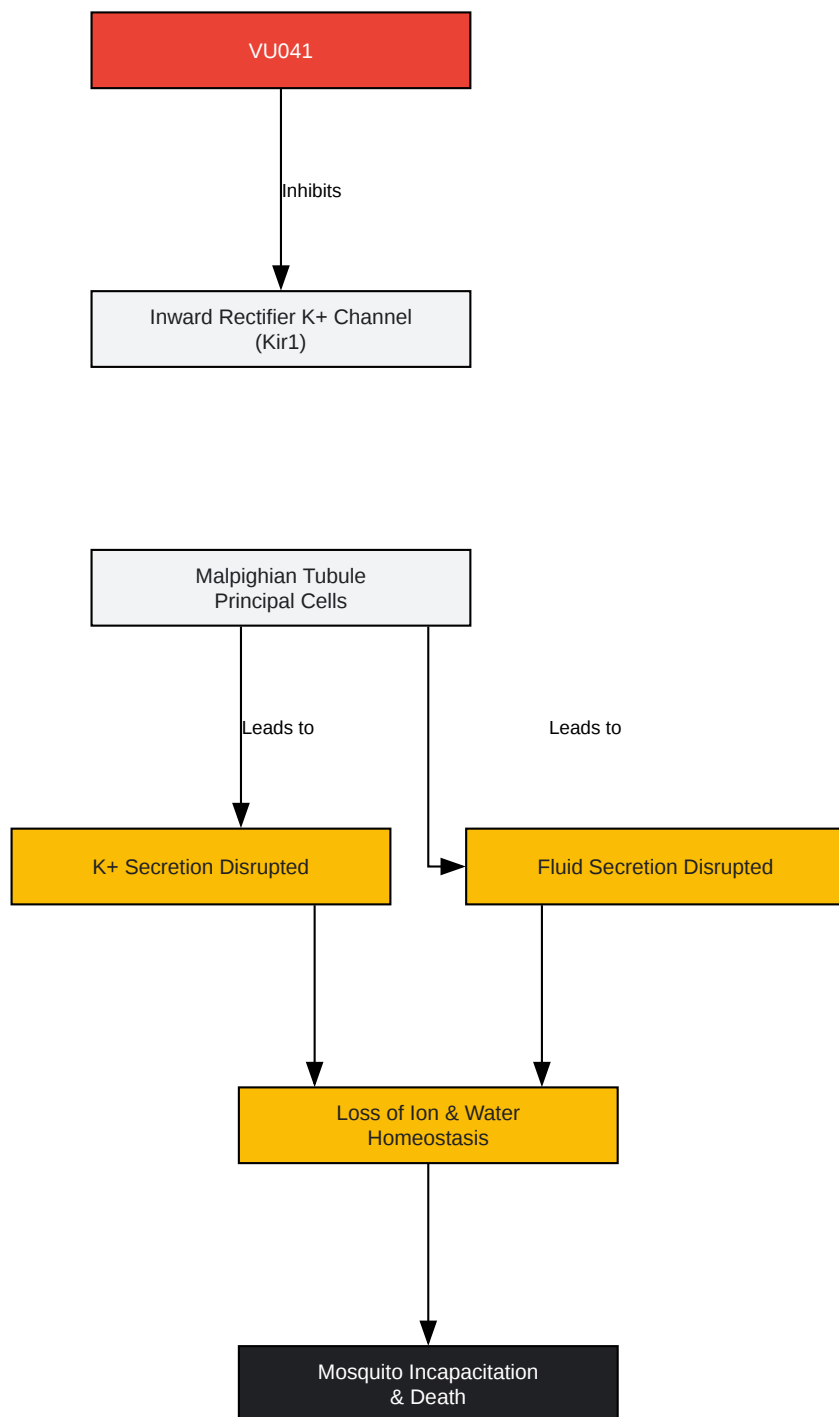 VU041
Inhibits
Inward Rectifier K+ Channel
(Kir1)
Malpighian Tubule
Principal Cells
Leads to
Leads to
K+ Secretion Disrupted
Fluid Secretion Disrupted
Loss of Ion & Water
Homeostasis
Mosquito Incapacitation
& Death